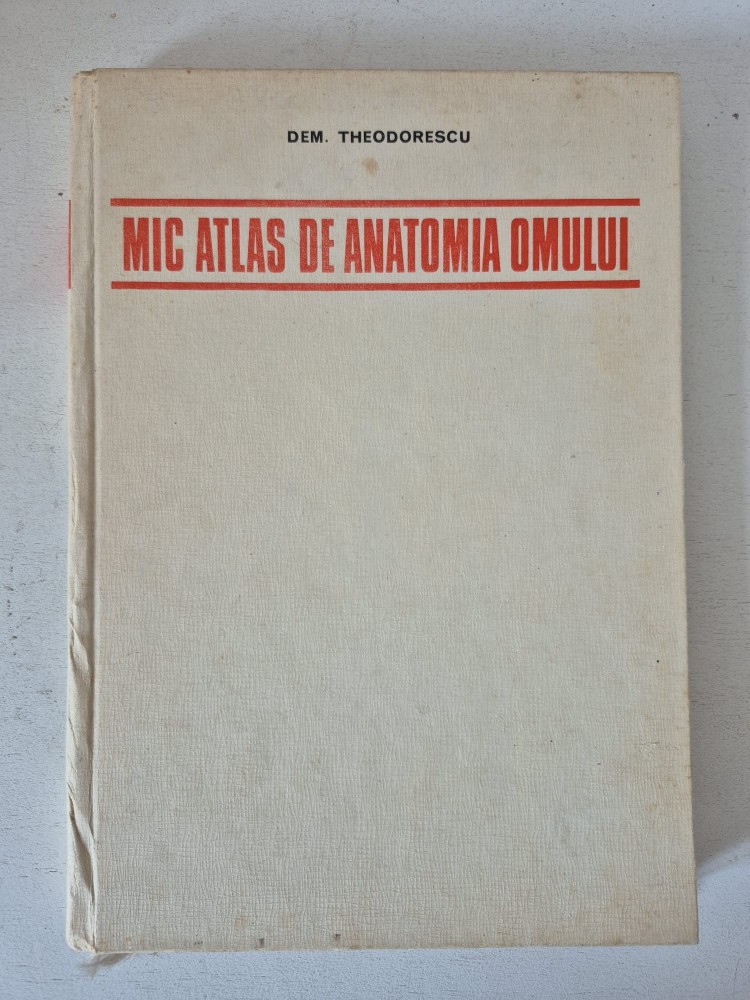 DEM. THEODORESCU
MIC ATLAS DE ANATOMIA OMULUI